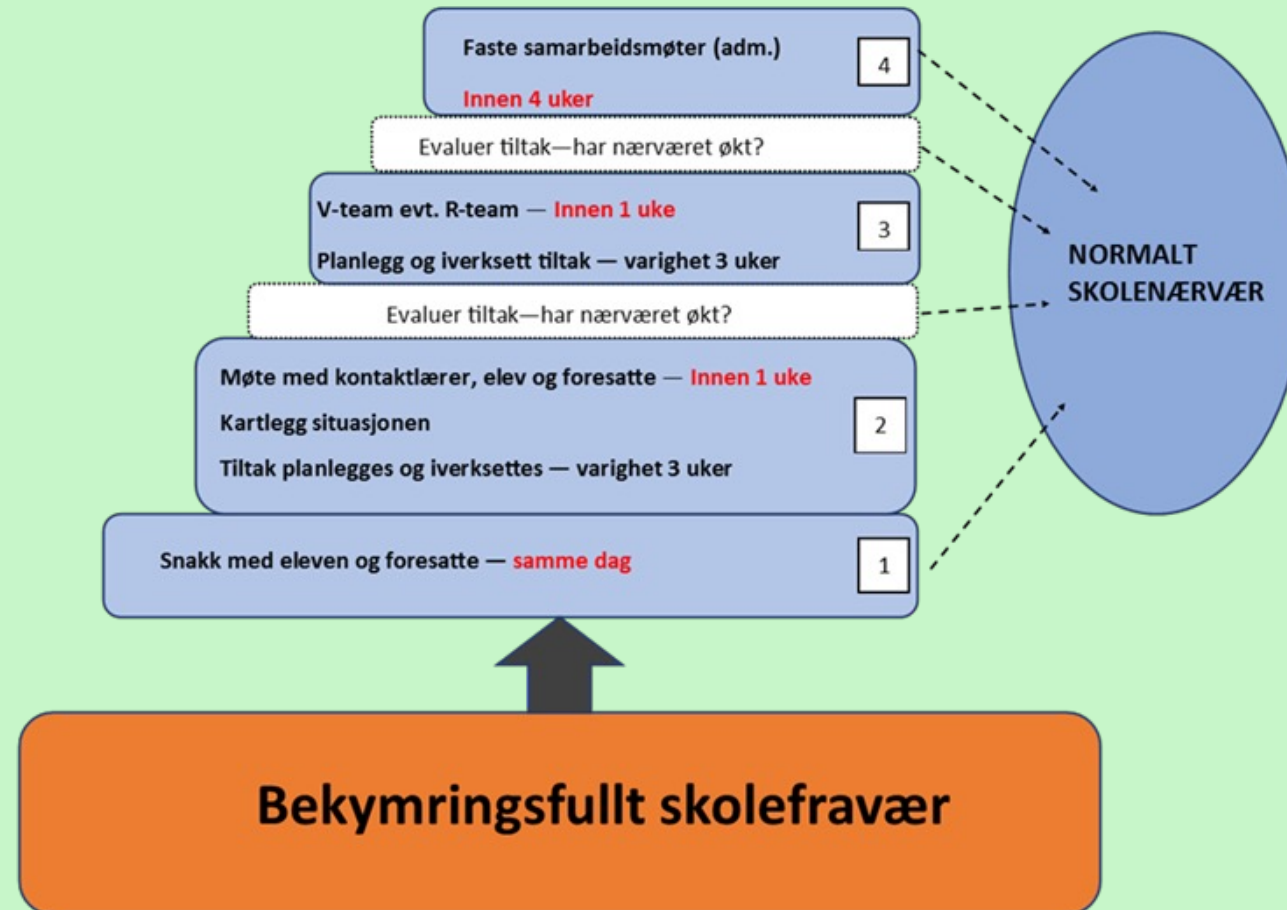 Faste samarbeidsmøter (adm.)
4
Innen 4 uker
Evaluer tiltak—har nærværet økt?
V-team evt. R-team — Innen 1 uke
3
Planlegg og iverksett tiltak — varighet 3 uker
Evaluer tiltak—har nærværet økt?
Møte med kontaktlærer, elev og foresatte — Innen 1 uke
Kartlegg situasjonen
2
Tiltak planlegges og iverksettes — varighet 3 uker
Snakk med eleven og foresatte — samme dag
1
NORMALT
SKOLENÆRVÆR
Bekymringsfullt skolefravær